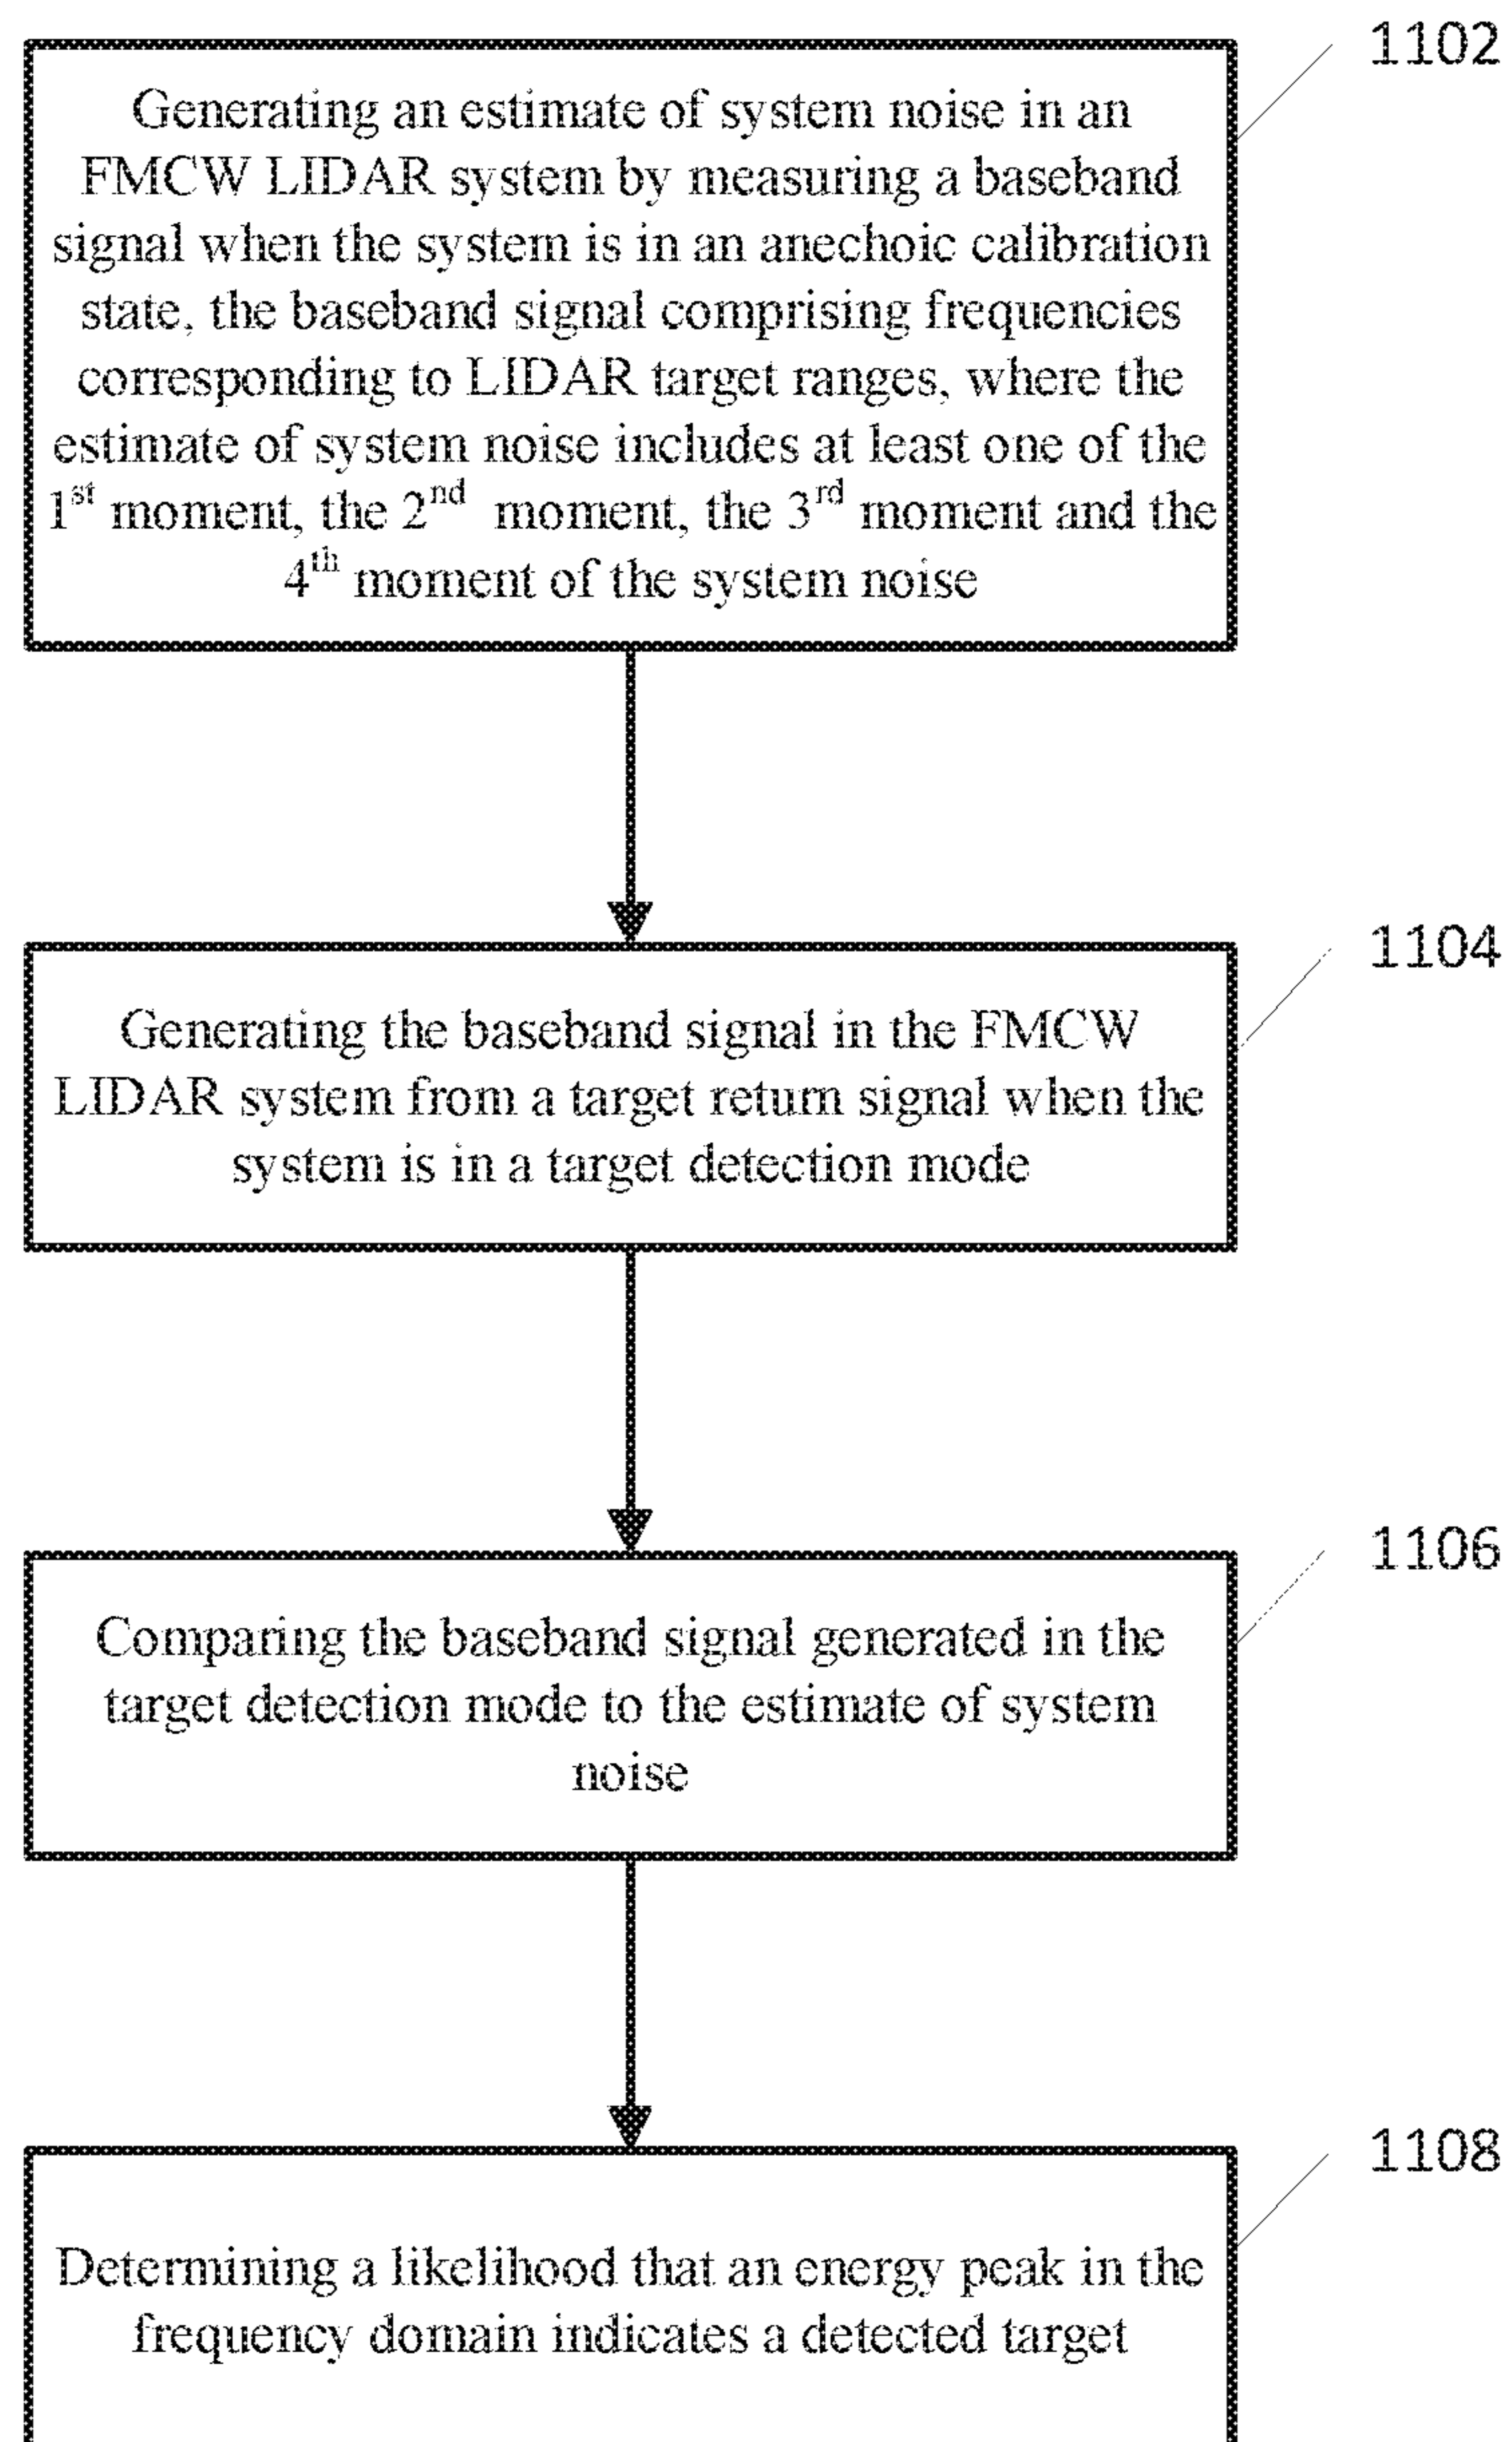 1102
Generating an estimate of system noise in an
FMCW LIDAR system by measuring a baseband
signal when the system is in an anechoic calibration
state, the baseband signal comprising frequencies
corresponding to LIDAR target ranges, where the
estimate of system noise includes at least one of the
1st moment, the 2nd moment, the 3rd moment and the
4th moment of the system noise
1104
Generating the baseband signal in the FMCW
LIDAR system from a target return signal when the
system is in a target detection mode
1106
Comparing the baseband signal generated in the
target detection mode to the estimate of system
noise
1108
Determining a likelihood that an energy peak in the
frequency domain indicates a detected target